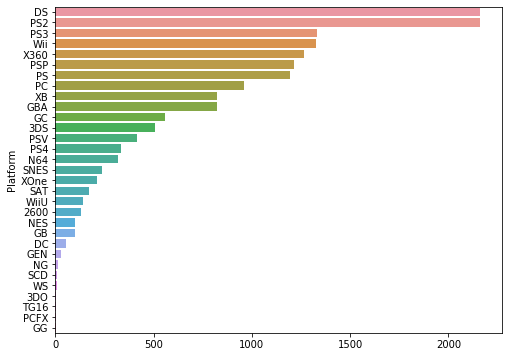 DS
PS2
PS3
Wii
X360
PSP
PS
PC
XB
GBA
GC
3DS
PSV
PS4
N64
SNES
XOne
SAT
WiiU
2600
NES
GB
DC
GEN
NG
SCD
WS
3DO
TG16
PCFX
GG
Platform
0 500 1000 1500 2000